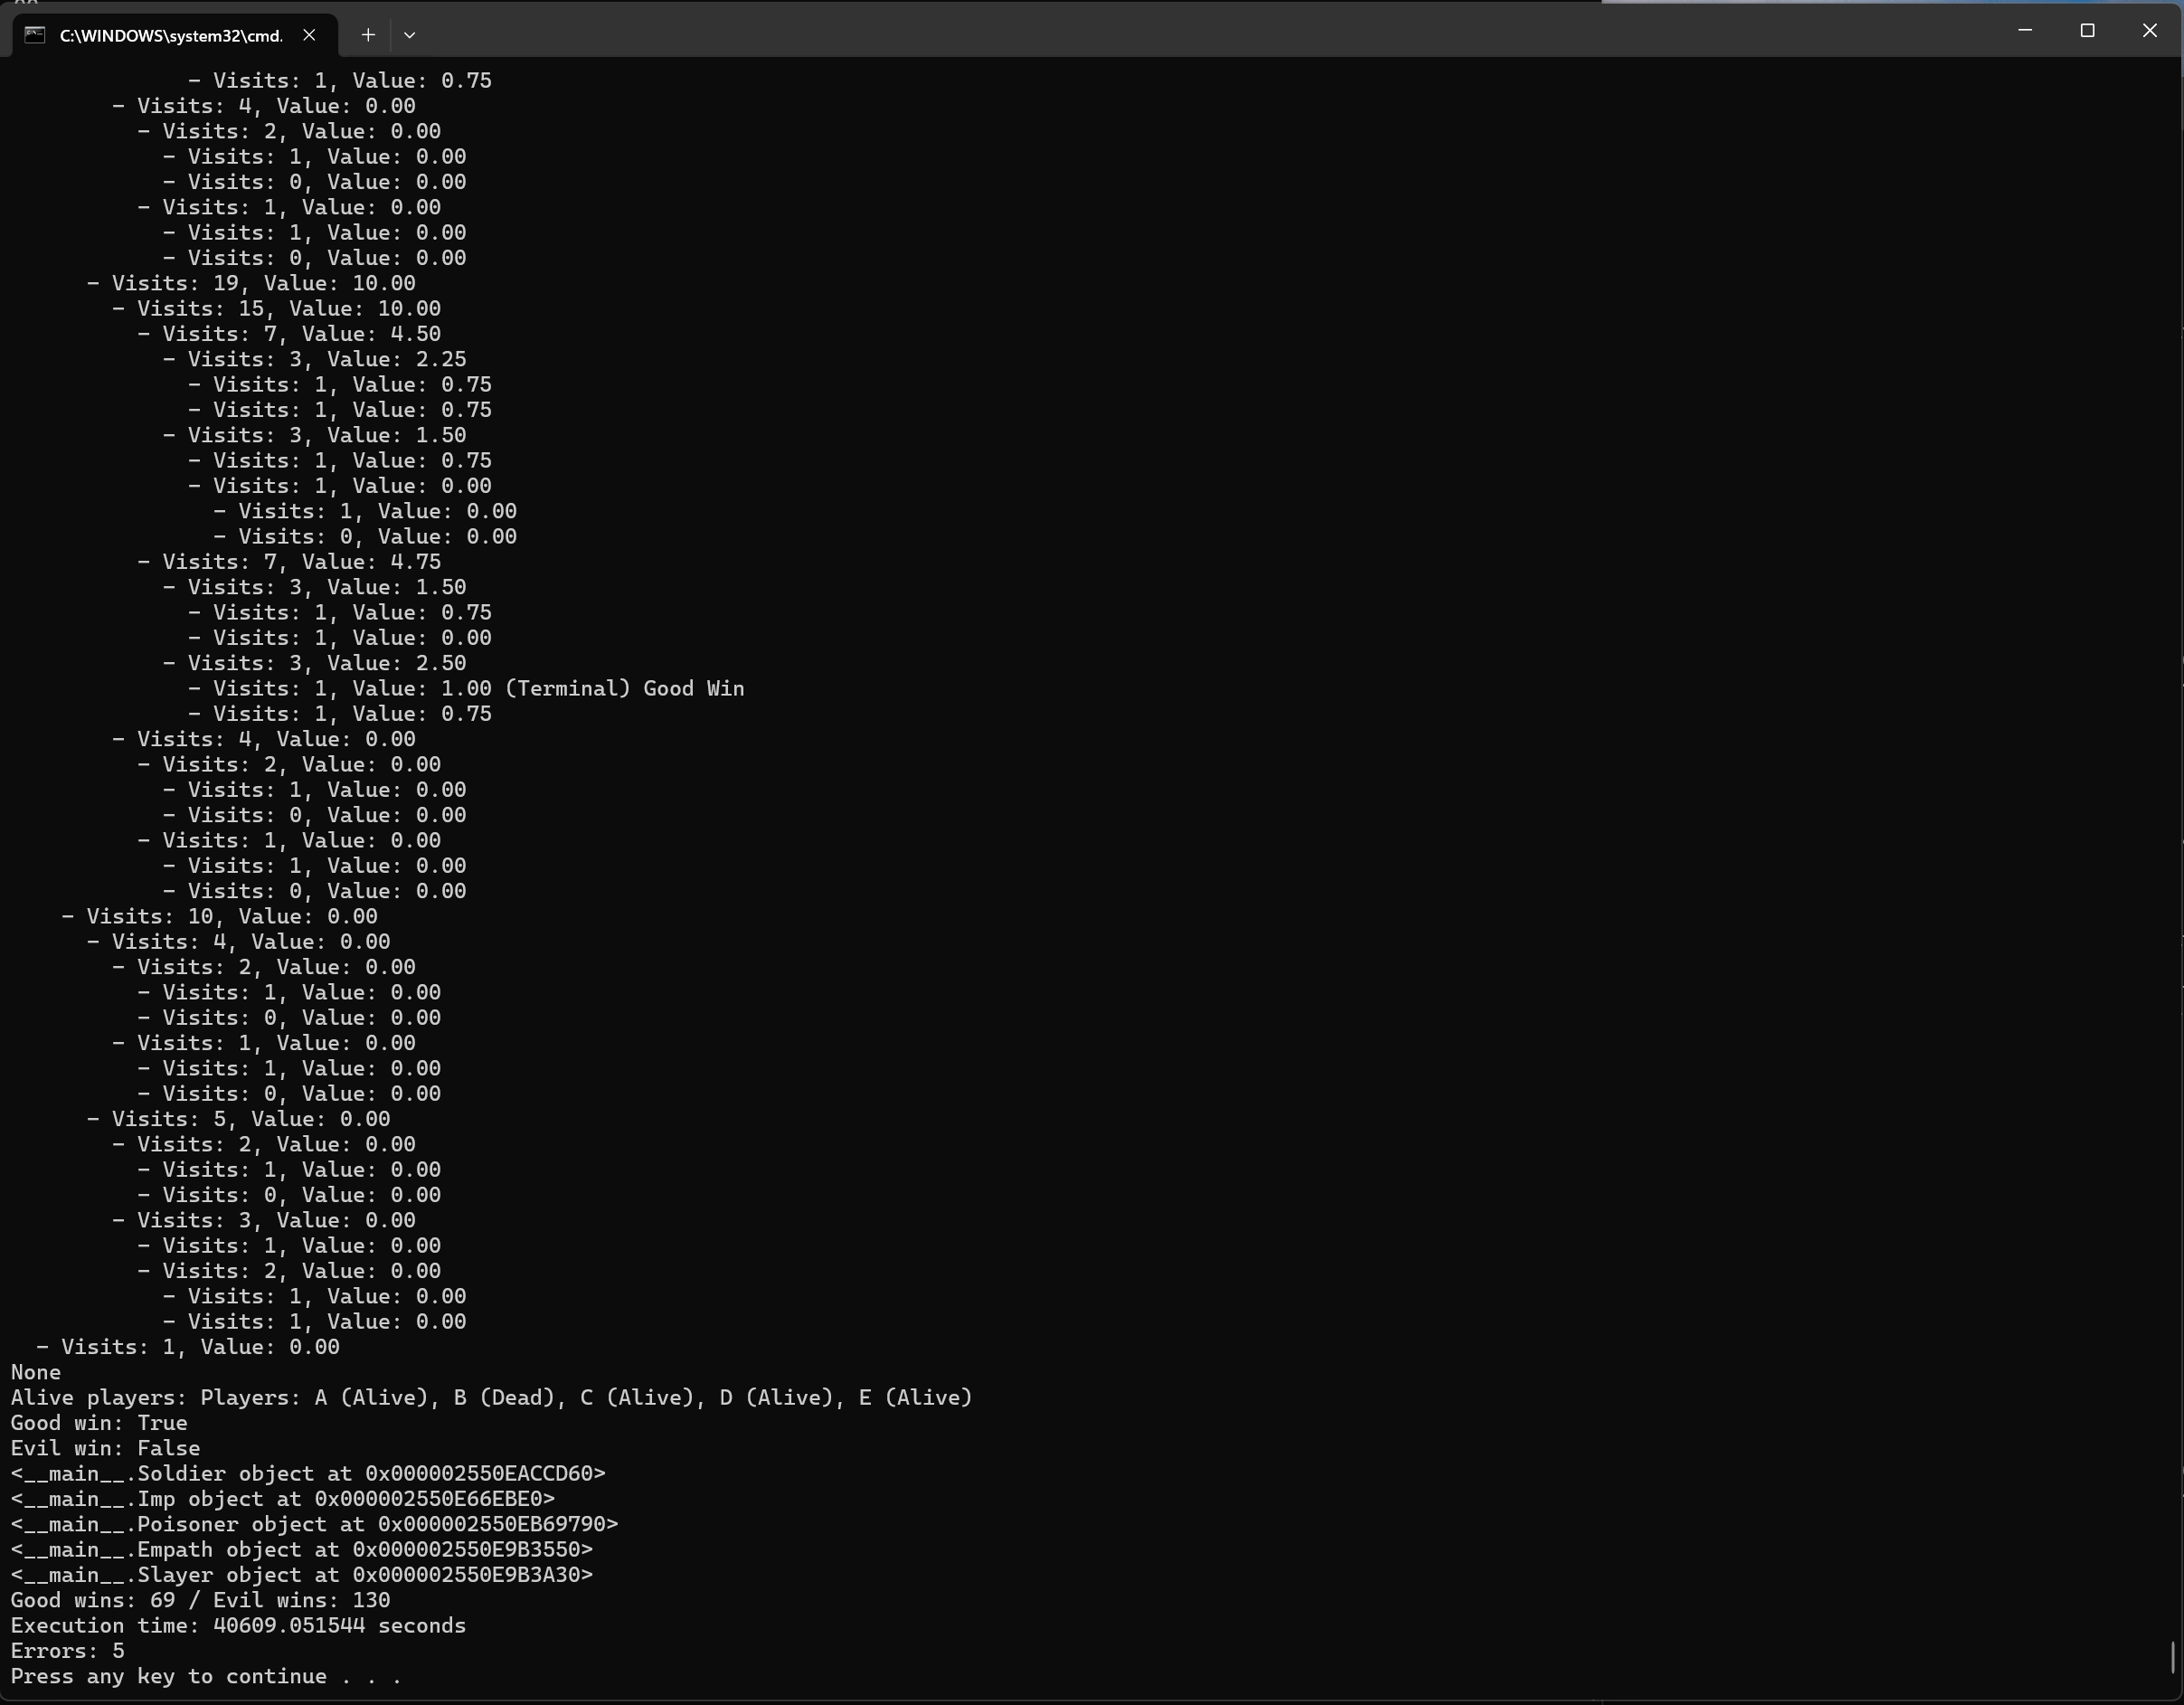 C:\WINDOWS\system32\cmd.
- Visits: 1, Value: 0.75
- Visits: 4, Value: 0.00
- Visits: 2, Value: 0.00
- Visits: 1, Value: 0.00
- Visits: 0, Value: 0.00
- Visits: 1, Value: 0.00
- Visits: 1, Value: 0.00
- Visits: 0, Value: 0.00
- Visits: 19, Value: 10.00
- Visits: 15, Value: 10.00
- Visits: 7, Value: 4.50
- Visits: 3, Value: 2.25
- Visits: 1, Value: 0.75
- Visits: 1, Value: 0.75
- Visits: 3, Value: 1.50
- Visits: 1, Value: 0.75
- Visits: 1, Value: 0.00
- Visits: 1, Value: 0.00
- Visits: 0, Value: 0.00
- Visits: 7, Value: 4.75
- Visits: 3, Value: 1.50
- Visits: 1, Value: 0.75
- Visits: 1, Value: 0.00
- Visits: 3, Value: 2.50
- Visits: 1, Value: 1.00 (Terminal) Good Win
- Visits: 1, Value: 0.75
- Visits: 4, Value: 0.00
- Visits: 2, Value: 0.00
- Visits: 1, Value: 0.00
- Visits: 0, Value: 0.00
- Visits: 1, Value: 0.00
- Visits: 1, Value: 0.00
- Visits: 0, Value: 0.00
- Visits: 10, Value: 0.00
- Visits: 4, Value: 0.00
- Visits: 2, Value: 0.00
- Visits: 1, Value: 0.00
- Visits: 0, Value: 0.00
- Visits: 1, Value: 0.00
- Visits: 1, Value: 0.00
- Visits: 0, Value: 0.00
- Visits: 5, Value: 0.00
- Visits: 2, Value: 0.00
- Visits: 1, Value: 0.00
- Visits: 0, Value: 0.00
- Visits: 3, Value: 0.00
- Visits: 1, Value: 0.00
- Visits: 2, Value: 0.00
- Visits: 1, Value: 0.00
- Visits: 1, Value: 0.00
- Visits: 1, Value: 0.00
None
Alive players: Players: A (Alive), B (Dead), C (Alive), D (Alive), E (Alive)
Good win: True
Evil win: False
<__main__.Soldier object at 0x000002550EACCD60>
<__main__.Imp object at 0x000002550E66EBE0>
<__main__.Poisoner object at 0x000002550EB69790>
<__main__.Empath object at 0x000002550E9B3550>
<__main__.Slayer object at 0x000002550E9B3A30>
Good wins: 69 / Evil wins: 130
Execution time: 40609.051544 seconds
Errors: 5
Press any key to continue . . .